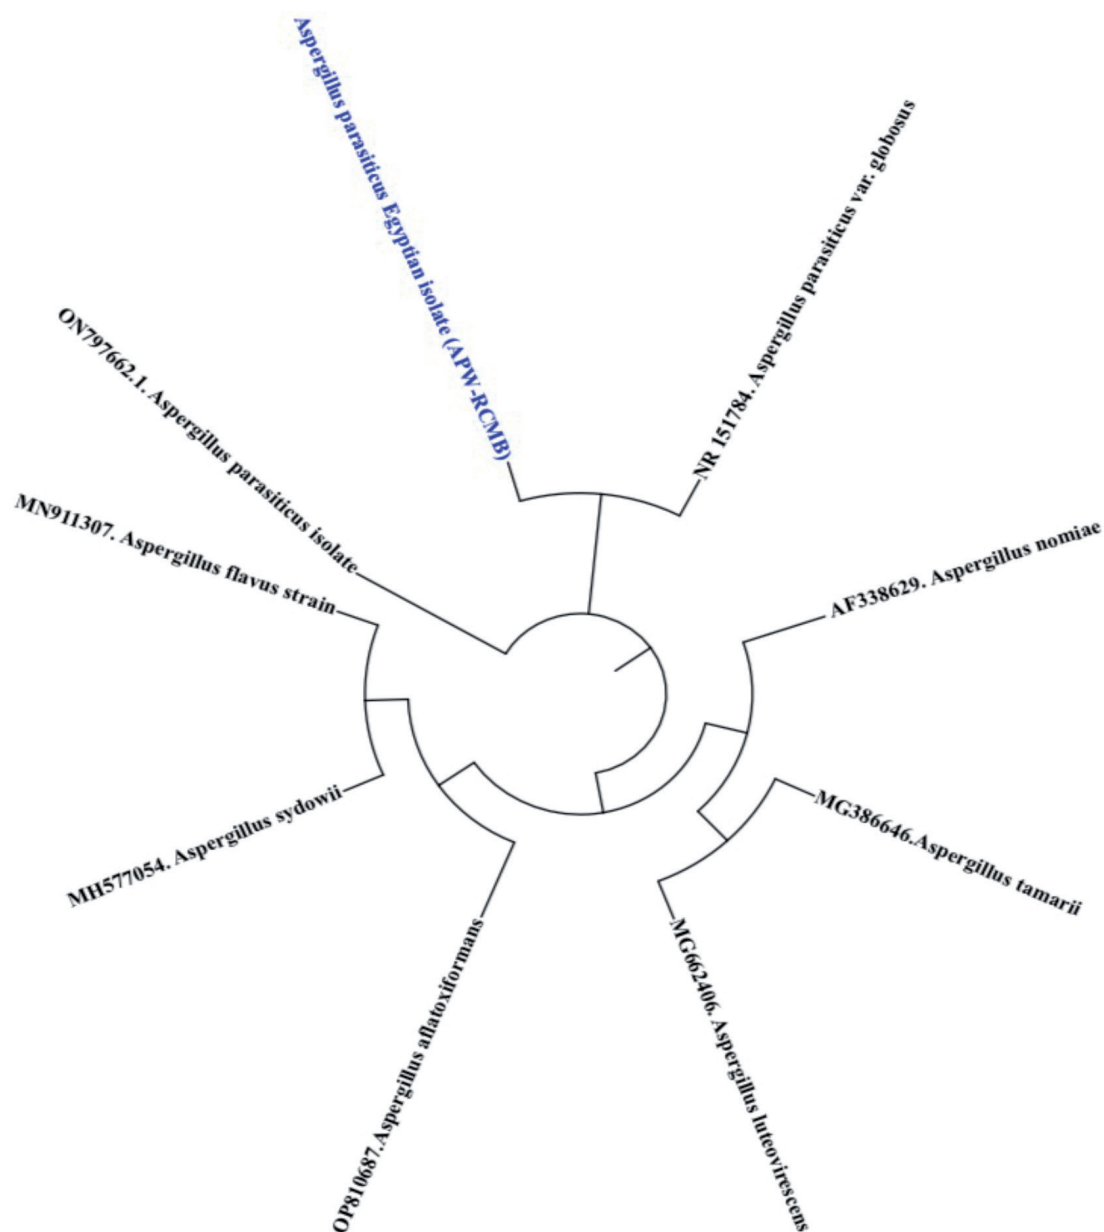 Aspergillus parasiticus Egyptian isolate (APW-RCMB)
NR 151784. Aspergillus parasiticus var. globosus
ON797662.1. Aspergillus parasiticus isolate
MN911307. Aspergillus flavus strain
AF338629. Aspergillus nomiae
MG386646.Aspergillus tamarii
MH577054. Aspergillus sydowii
MG662406. Aspergillus luteovirescens
OP810687.Aspergillus aflatoxiformans